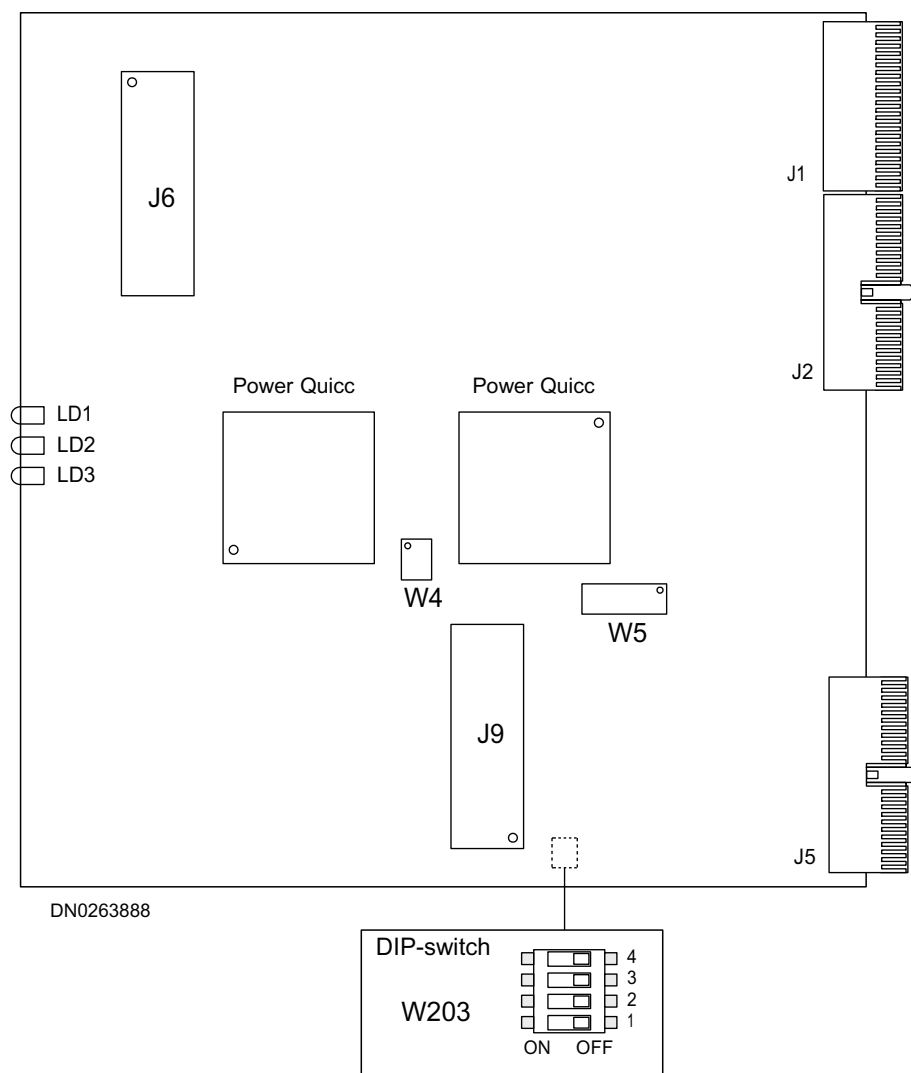 J1
J6
J2
Power Quicc
Power Quicc
LD1
LD2
LD3
W4
W5
J9
J5
DN0263888
DIP-switch
W203
4
3
2
1
ON OFF